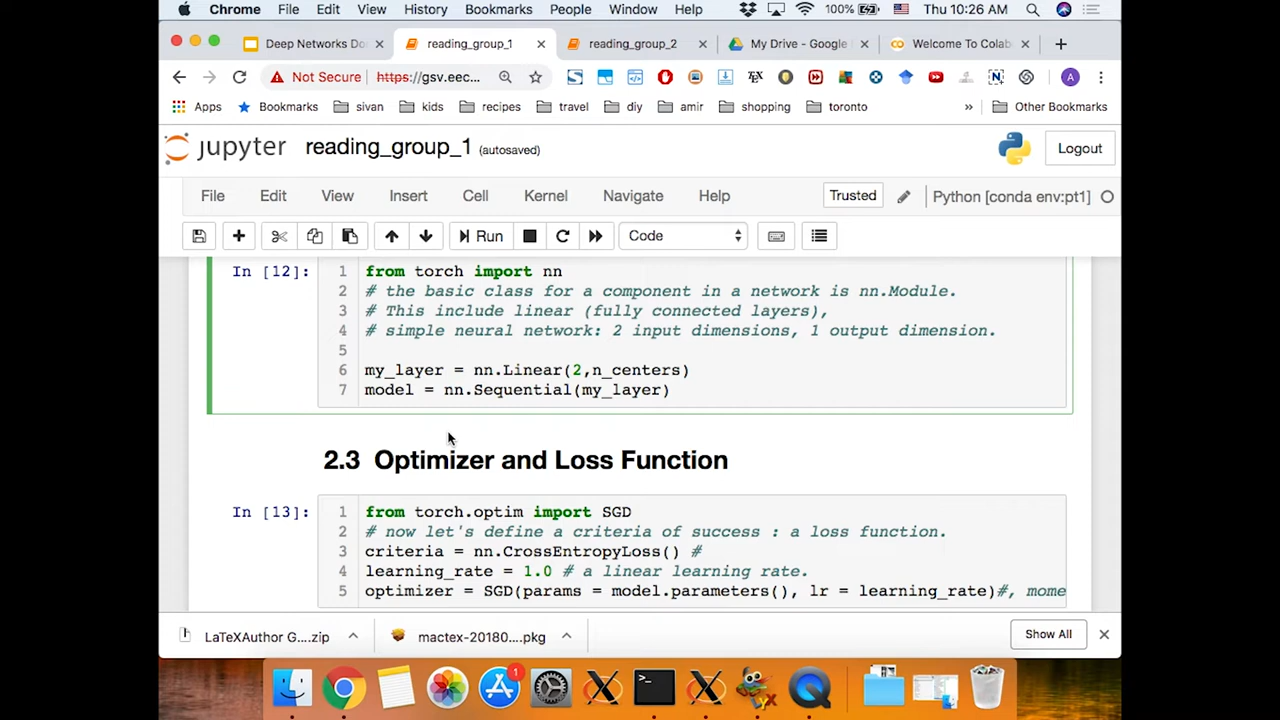 Chrome File Edit View History Bookmarks People Window Help 100% Thu 10:26 AM
Deep Networks Do reading_group_1 reading_group_2 My Drive - Google Welcome To Colab
Not Secure https://gsv.eec...
Apps Bookmarks sivan kids recipes travel diy amir shopping toronto » Other Bookmarks
jupyter reading_group_1 (autosaved) Logout
File Edit View Insert Cell Kernel Navigate Help Trusted Python [conda env:pt1]
Run Code
In [12]: 1 from torch import nn
2 # the basic class for a component in a network is nn.Module.
3 # This include linear (fully connected layers),
4 # simple neural network: 2 input dimensions, 1 output dimension.
5
6 my_layer = nn.Linear(2,n_centers)
7 model = nn.Sequential(my_layer)
2.3 Optimizer and Loss Function
In [13]: 1 from torch.optim import SGD
2 # now let's define a criteria of success : a loss function.
3 criteria = nn.CrossEntropyLoss() #
4 learning_rate = 1.0 # a linear learning rate.
5 optimizer = SGD(params = model.parameters(), lr = learning_rate)#, mome
LaTeXAuthor G....zip mactex-20180....pkg Show All
1